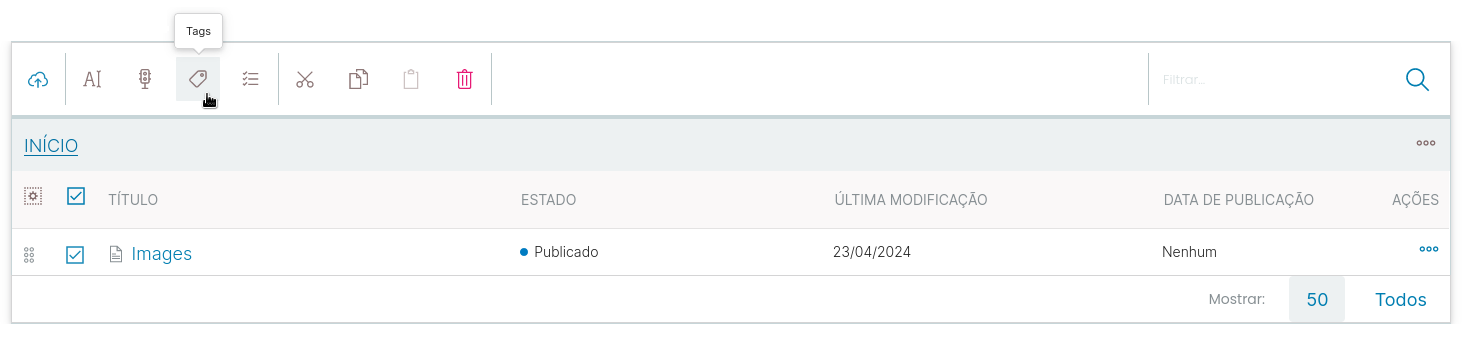 Tags
Filtrar...
INÍCIO
TÍTULO ESTADO ÚLTIMA MODIFICAÇÃO DATA DE PUBLICAÇÃO AÇÕES
Images Publicado 23/04/2024 Nenhum
Mostrar: 50 Todos